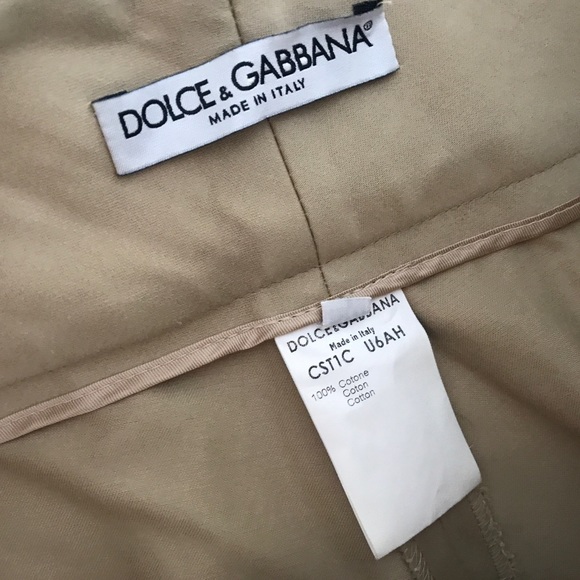 DOLCE & GABBANA®
MADE IN ITALY
DOLCE&GABBANA
Made in Italy
CST1C U6AH
100% Cotone
Coton
Cotton